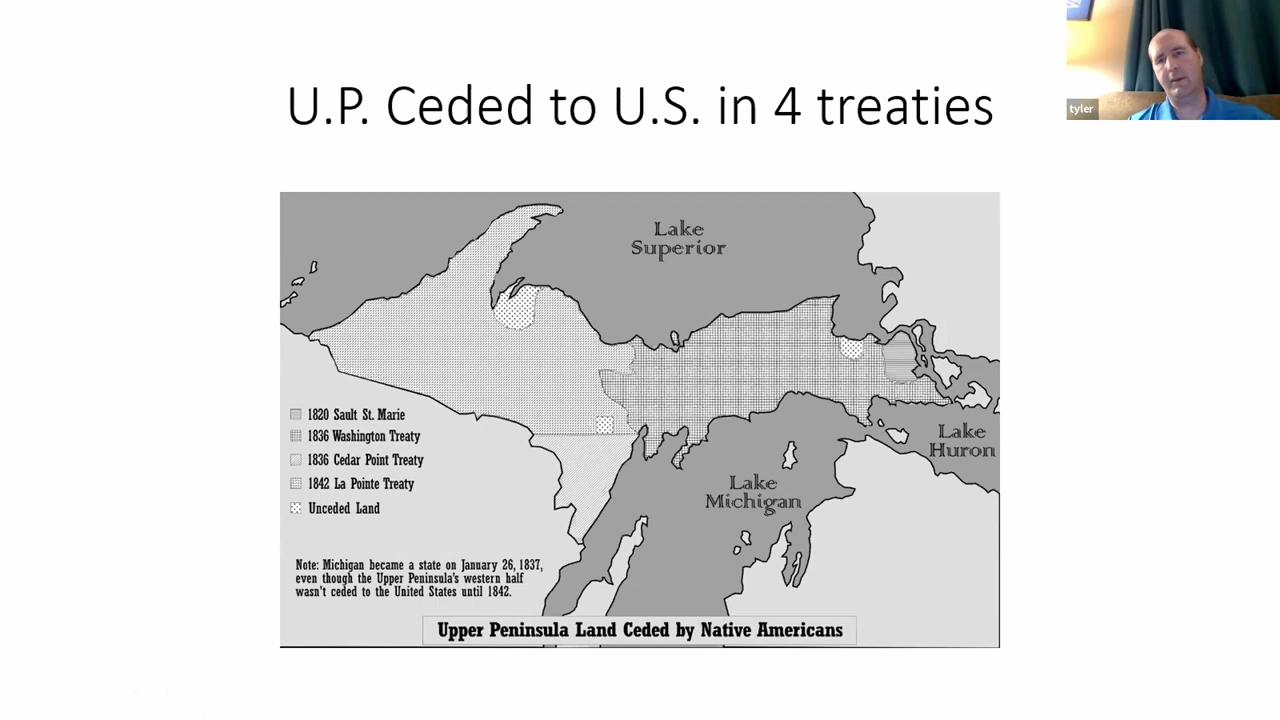 U.P. Ceded to U.S. in 4 treaties
tyler
Lake
Superior
1820 Sault St. Marie
1836 Washington Treaty
1836 Cedar Point Treaty
1842 La Pointe Treaty
Unceded Land
Lake
Huron
Lake
Michigan
Note: Michigan became a state on January 26, 1837,
even though the Upper Peninsula's western half
wasn't ceded to the United States until 1842.
Upper Peninsula Land Ceded by Native Americans